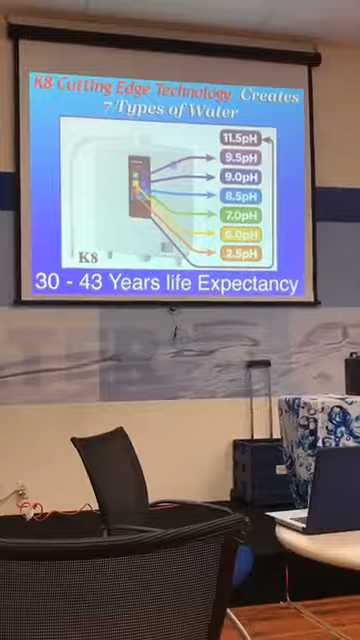 K8 Cutting Edge Technology Creates
7 Types of Water
11.5pH
9.5pH
9.0pH
8.5pH
7.0pH
6.0pH
2.5pH
K8
30 - 43 Years life Expectancy